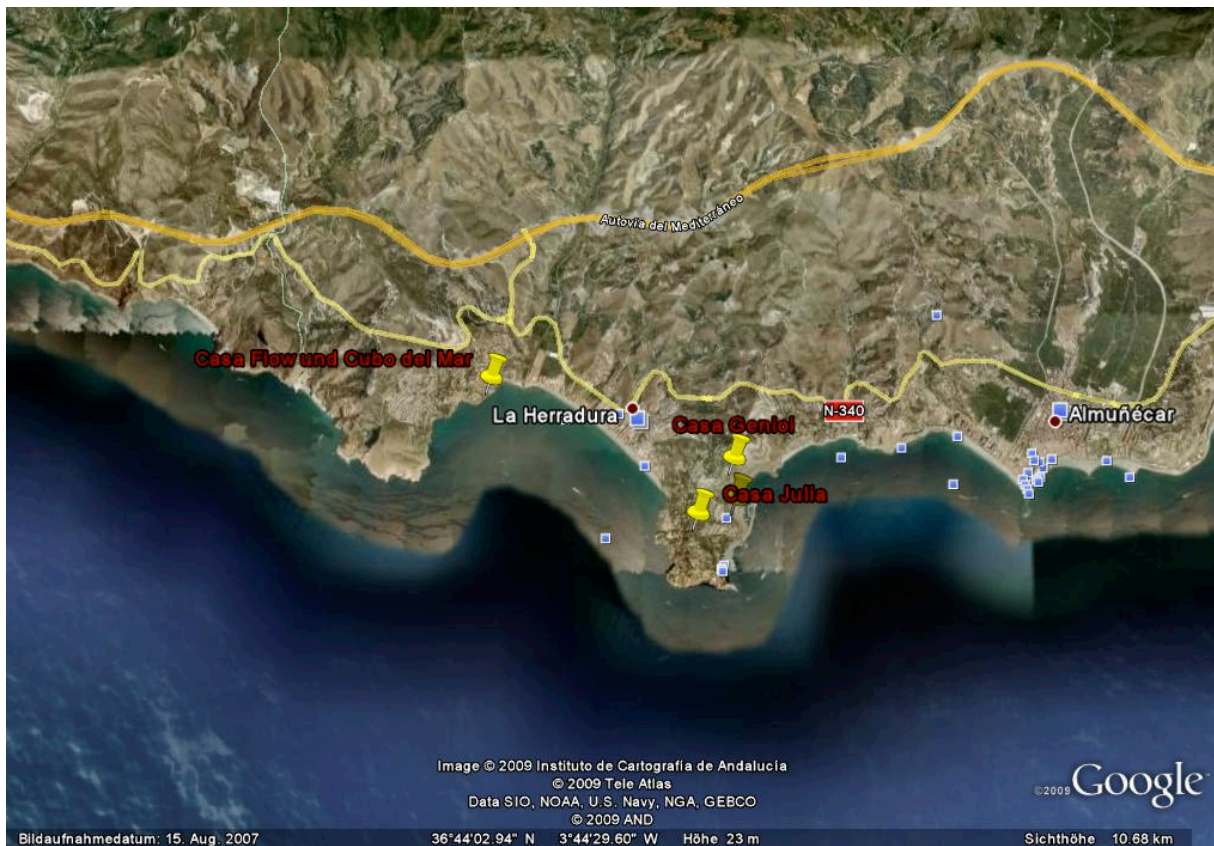 Autovía del Mediterráneo
Casa Flow und Cubo del Mar
La Herradura
N-340
Almuñécar
Casa Geniol
Casa Julia
Image © 2009 Instituto de Cartografía de Andalucía
© 2009 Tele Atlas
Data SIO, NOAA, U.S. Navy, NGA, GEBCO
© 2009 AND
©2009 Google
Bildaufnahmedatum: 15. Aug. 2007 36°44'02.94" N 3°44'29.60" W Höhe 23 m Sichthöhe 10.68 km